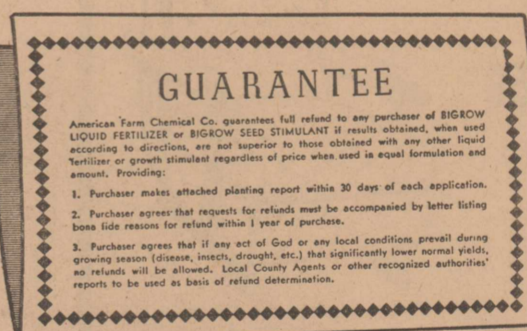 GUARANTEE
American Farm Chemical Co. guarantees full refund to any purchaser of BIGROW
LIQUID FERTILIZER or BIGROW SEED STIMULANT if results obtained, when used
according to directions, are not superior to those obtained with any other liquid
fertilizer or growth stimulant regardless of price when used in equal formulation and
amount. Providing:
1. Purchaser makes attached planting report within 30 days of each application.
2. Purchaser agrees that requests for refunds must be accompanied by letter listing
bona fide reasons for refund within 1 year of purchase.
3. Purchaser agrees that if any act of God or any local conditions prevail during
growing season (disease, insects, drought, etc.) that significantly lower normal yields,
no refunds will be allowed. Local County Agents or other recognized authorities'
reports to be used as basis of refund determination.